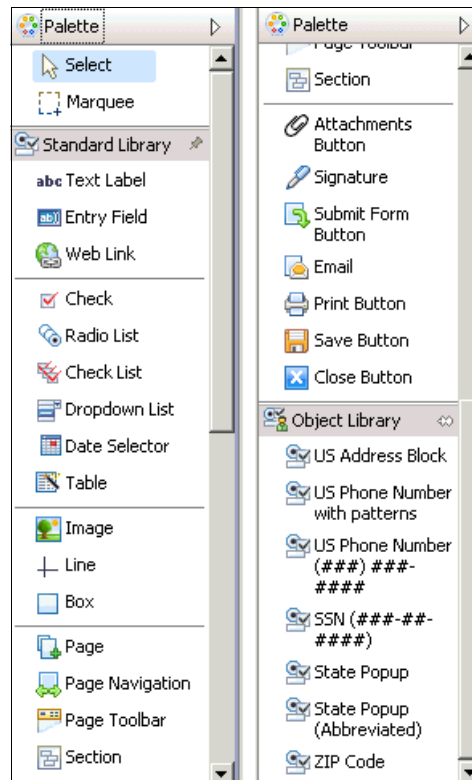 Palette
Select
Marquee
Standard Library
abc Text Label
ab) Entry Field
Web Link
Check
Radio List
Check List
Dropdown List
Date Selector
Table
Image
Line
Box
Page
Page Navigation
Page Toolbar
Section
Palette
Page Toolbar
Section
Attachments
Button
Signature
Submit Form
Button
Email
Print Button
Save Button
Close Button
Object Library
US Address Block
US Phone Number
with patterns
US Phone Number
(###) ###-
####
SSN (###-##-
####)
State Popup
State Popup
(Abbreviated)
ZIP Code